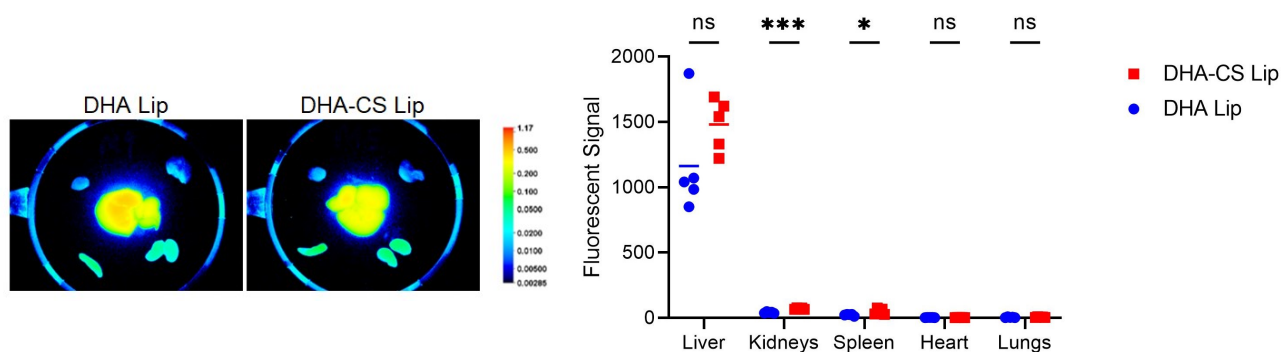 DHA Lip
DHA-CS Lip
1.17
1.000
0.500
0.200
0.100
0.0500
0.0200
0.0100
0.00500
0.00285
ns
***
*
ns
ns
Fluorescent Signal
2000
1500
1000
500
0
Liver
Kidneys
Spleen
Heart
Lungs
DHA-CS Lip
DHA Lip